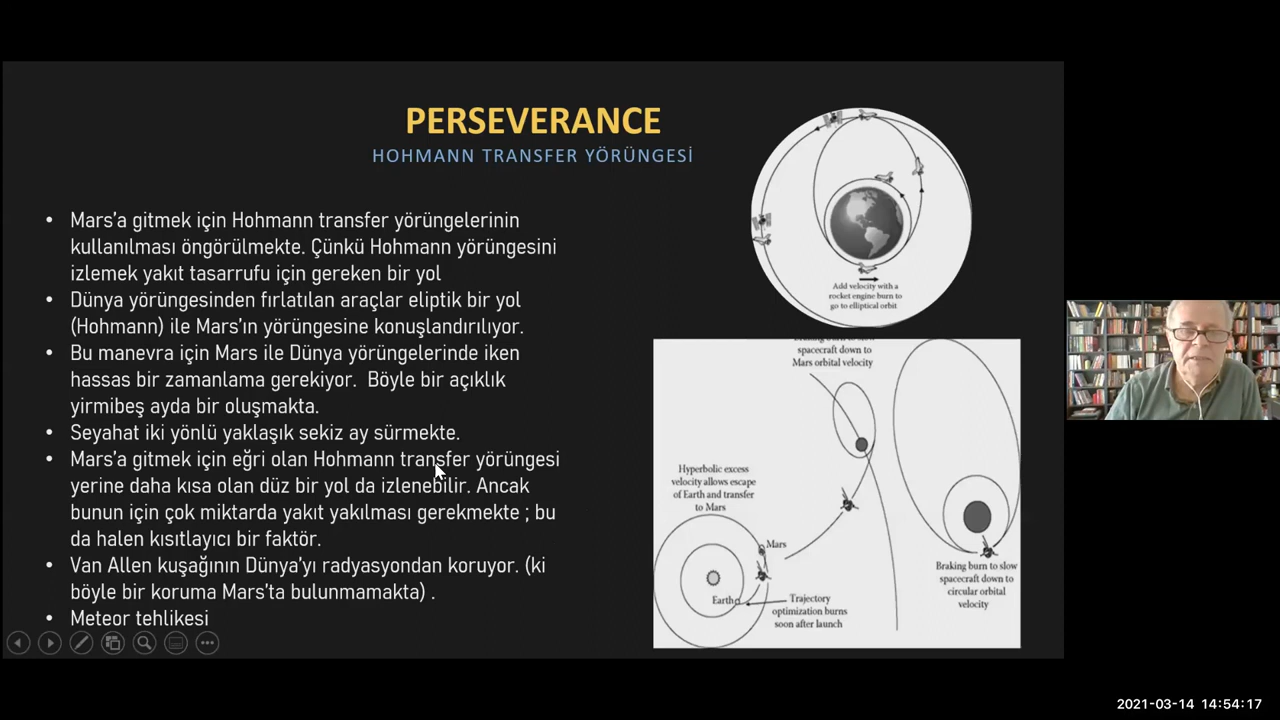 PERSEVERANCE
HOHMANN TRANSFER YÖRÜNGESİ
• Mars'a gitmek için Hohmann transfer yörüngelerinin
kullanılması öngörülmekte. Çünkü Hohmann yörüngesini
izlemek yakıt tasarrufu için gereken bir yol
• Dünya yörüngesinden fırlatılan araçlar eliptik bir yol
(Hohmann) ile Mars'ın yörüngesine konuşlandırılıyor.
• Bu manevra için Mars ile Dünya yörüngelerinde iken
hassas bir zamanlama gerekiyor. Böyle bir açıklık
yirmibeş ayda bir oluşmakta.
• Seyahat iki yönlü yaklaşık sekiz ay sürmekte.
• Mars'a gitmek için eğri olan Hohmann transfer yörüngesi
yerine daha kısa olan düz bir yol da izlenebilir. Ancak
bunun için çok miktarda yakıt yakılması gerekmekte ; bu
da halen kısıtlayıcı bir faktör.
• Van Allen kuşağının Dünya'yı radyasyondan koruyor. (ki
böyle bir koruma Mars'ta bulunmamakta) .
• Meteor tehlikesi
Add velocity with a
rocket engine burn to
go to elliptical orbit
spacecraft down to
Mars orbital velocity
Hyperbolic excess
velocity allows escape
of Earth and transfer
to Mars
Mars
Earth
Trajectory
optimization burns
soon after launch
Braking burn to slow
spacecraft down to
circular orbital
velocity
2021-03-14 14:54:17